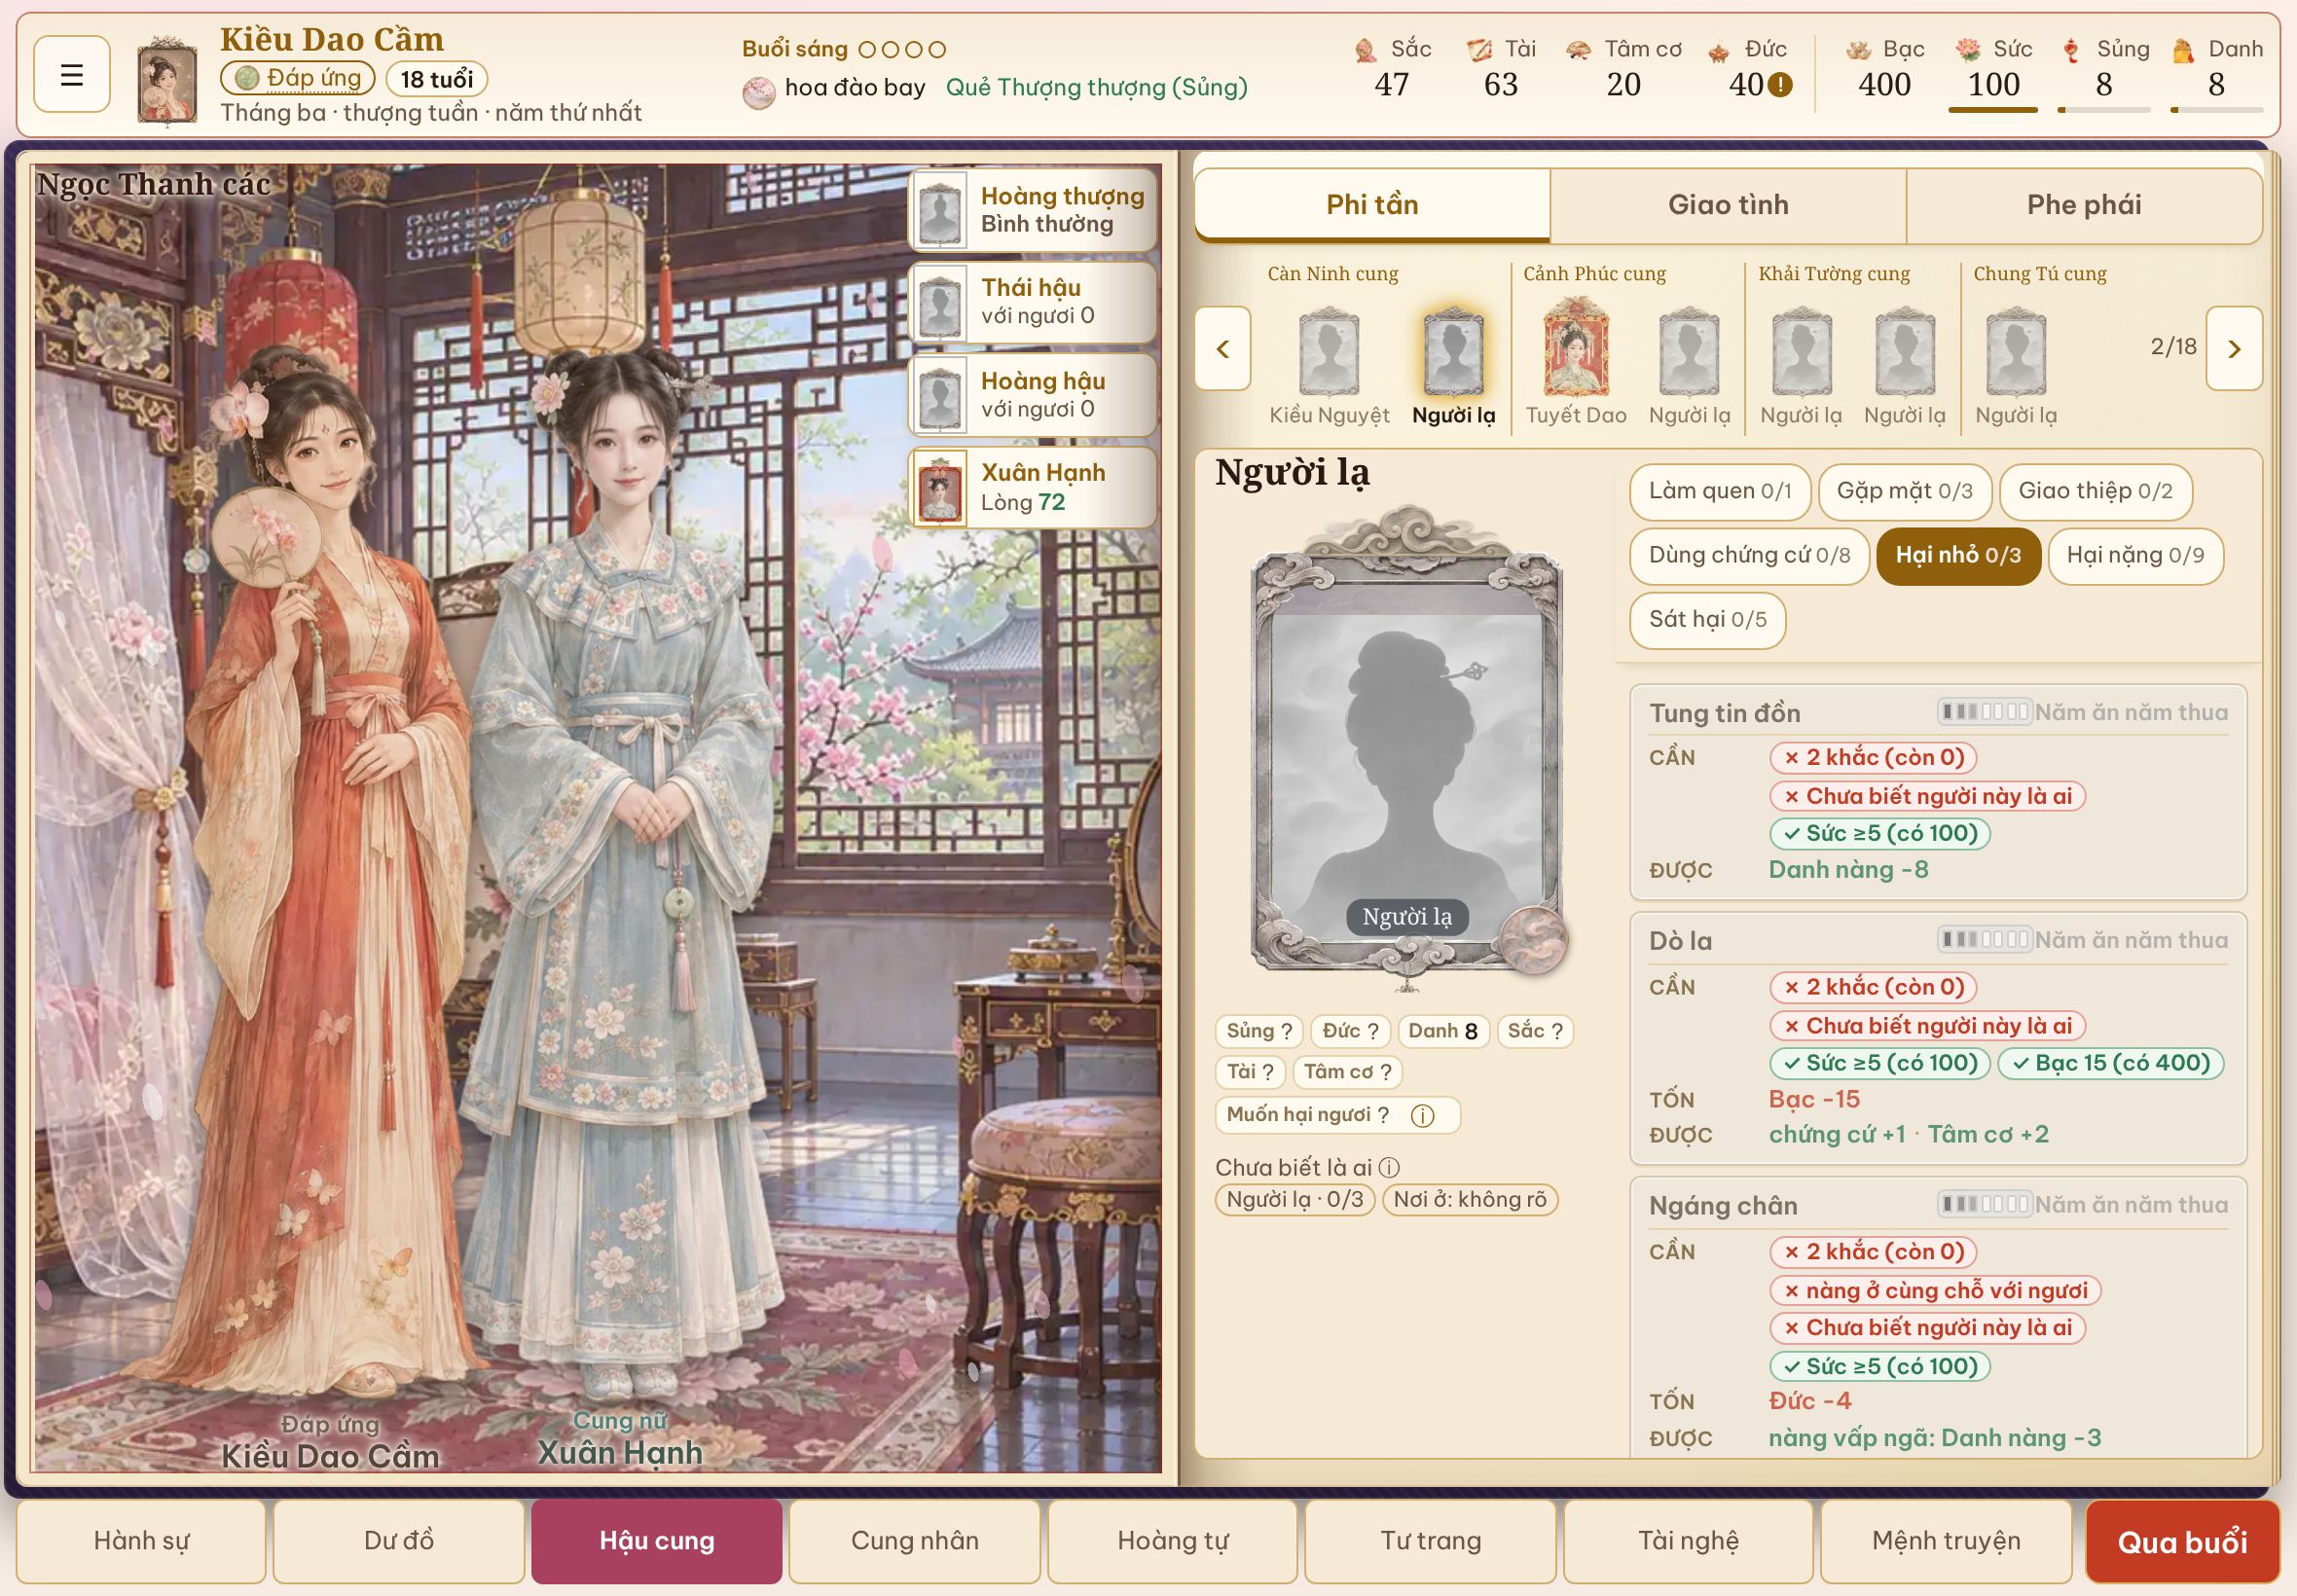 ☰
Kiều Dao Cầm
Đáp ứng
18 tuổi
Tháng ba · thượng tuần · năm thứ nhất
Buổi sáng
hoa đào bay
Quẻ Thượng thượng (Sủng)
Sắc
47
Tài
63
Tâm cơ
20
Đức
40 !
Bạc
400
Sức
100
Sủng
8
Danh
8
Ngọc Thanh các
Hoàng thượng
Bình thường
Thái hậu
với ngươi 0
Hoàng hậu
với ngươi 0
Xuân Hạnh
Lòng 72
Đáp ứng
Kiều Dao Cầm
Cung nữ
Xuân Hạnh
Phi tần
Giao tình
Phe phái
Càn Ninh cung
Cảnh Phúc cung
Khải Tường cung
Chung Tú cung
‹
Kiều Nguyệt
Người lạ
Tuyết Dao
Người lạ
Người lạ
Người lạ
Người lạ
2/18
›
Người lạ
Người lạ
Sủng ?
Đức ?
Danh 8
Sắc ?
Tài ?
Tâm cơ ?
Muốn hại ngươi ? ⓘ
Chưa biết là ai ⓘ
Người lạ · 0/3
Nơi ở: không rõ
Làm quen 0/1
Gặp mặt 0/3
Giao thiệp 0/2
Dùng chứng cứ 0/8
Hại nhỏ 0/3
Hại nặng 0/9
Sát hại 0/5
Tung tin đồn
Năm ăn năm thua
CẦN
× 2 khắc (còn 0)
× Chưa biết người này là ai
✓ Sức ≥5 (có 100)
ĐƯỢC
Danh nàng -8
Dò la
Năm ăn năm thua
CẦN
× 2 khắc (còn 0)
× Chưa biết người này là ai
✓ Sức ≥5 (có 100)
✓ Bạc 15 (có 400)
TỐN
Bạc -15
ĐƯỢC
chứng cứ +1 · Tâm cơ +2
Ngáng chân
Năm ăn năm thua
CẦN
× 2 khắc (còn 0)
× nàng ở cùng chỗ với ngươi
× Chưa biết người này là ai
✓ Sức ≥5 (có 100)
TỐN
Đức -4
ĐƯỢC
nàng vấp ngã: Danh nàng -3
Hành sự
Dư đồ
Hậu cung
Cung nhân
Hoàng tự
Tư trang
Tài nghệ
Mệnh truyện
Qua buổi